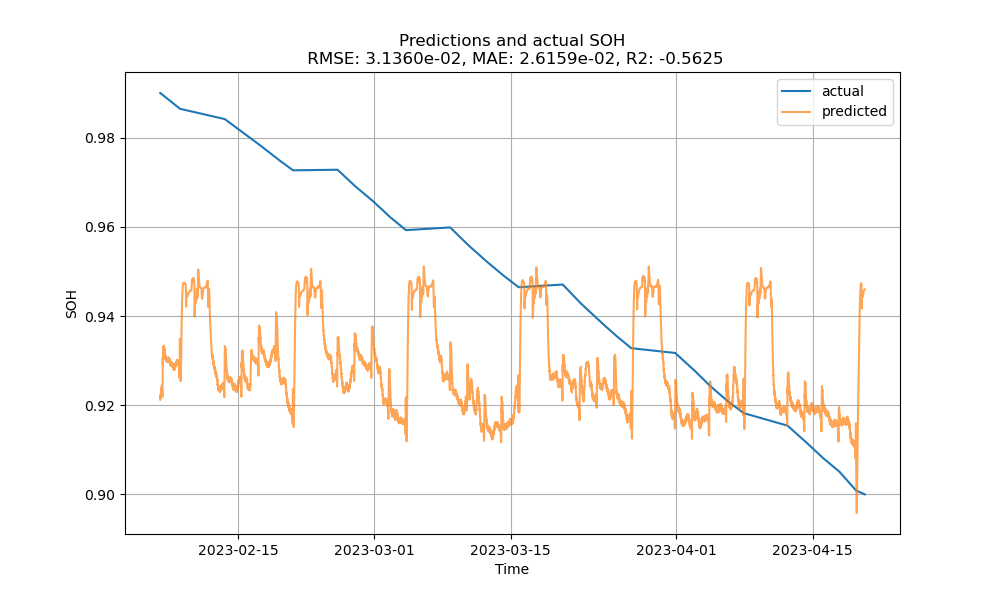 Predictions and actual SOH
RMSE: 3.1360e-02, MAE: 2.6159e-02, R2: -0.5625
actual
predicted
0.98
0.96
0.94
0.92
0.90
SOH
2023-02-15
2023-03-01
2023-03-15
2023-04-01
2023-04-15
Time